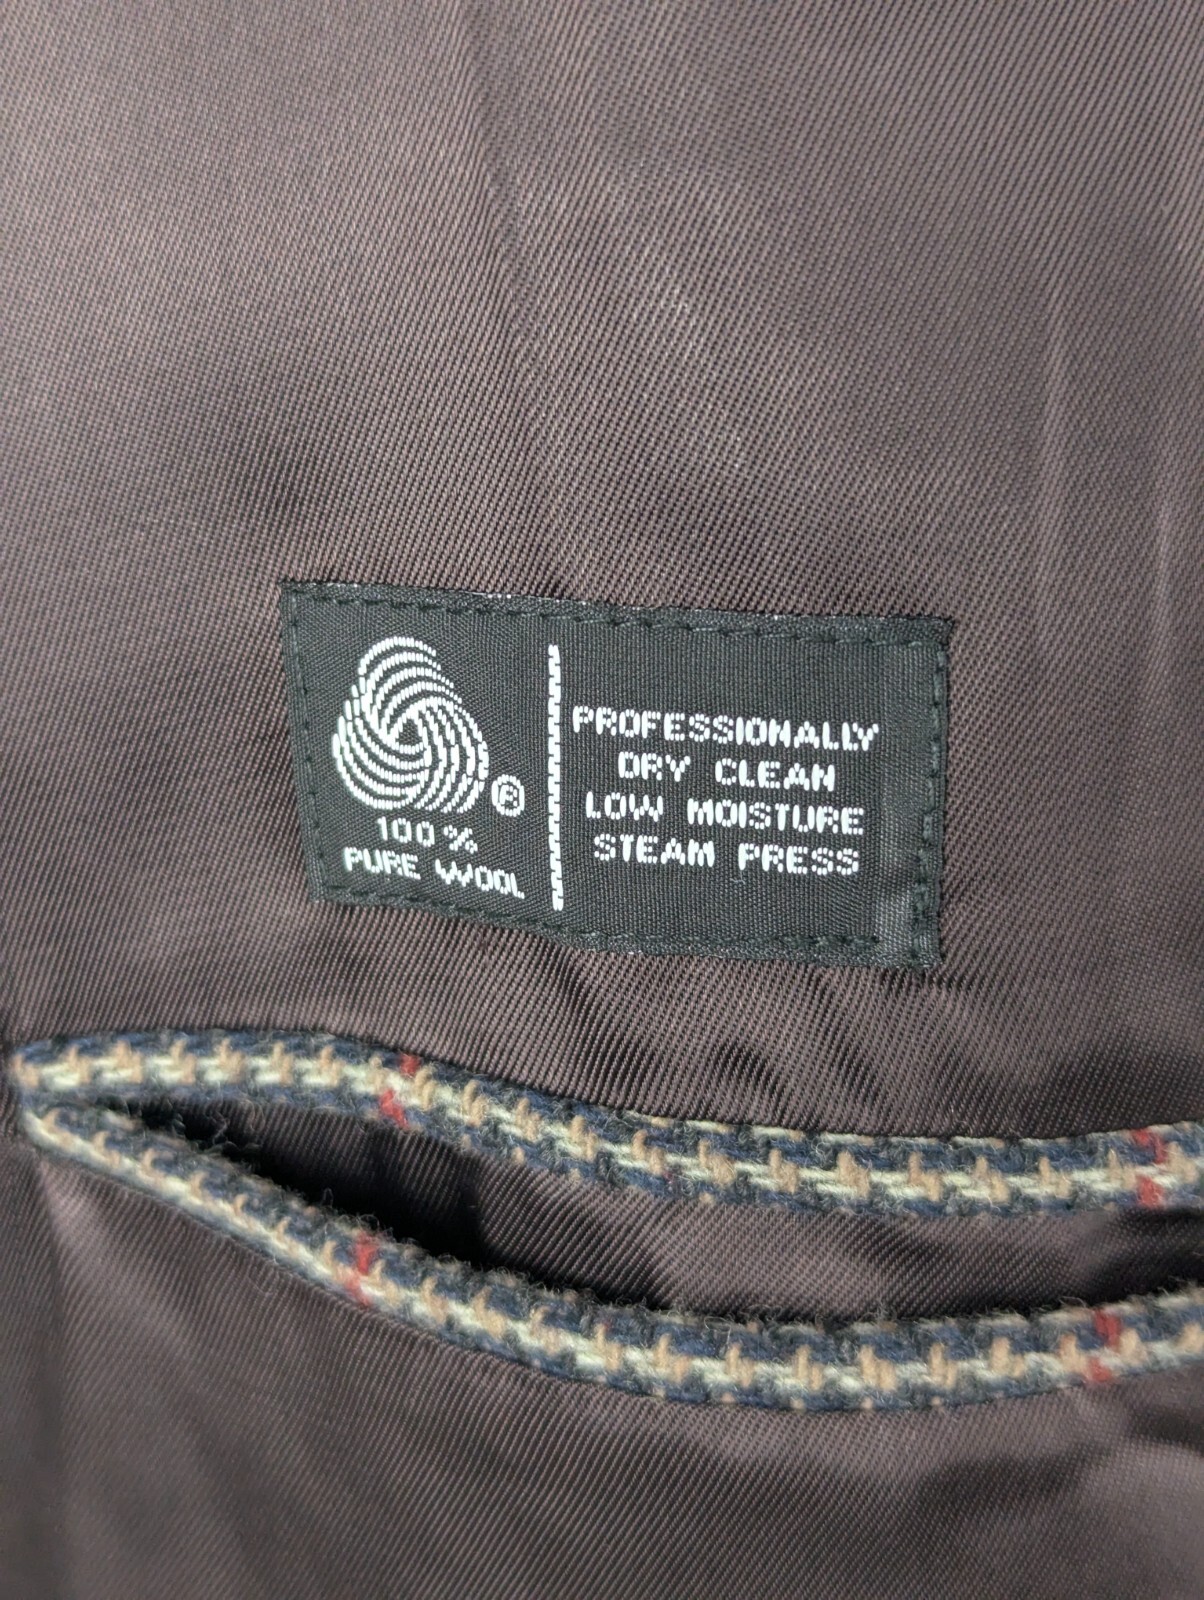 ®
100%
PURE WOOL
PROFESSIONALLY
DRY CLEAN
LOW MOISTURE
STEAM PRESS